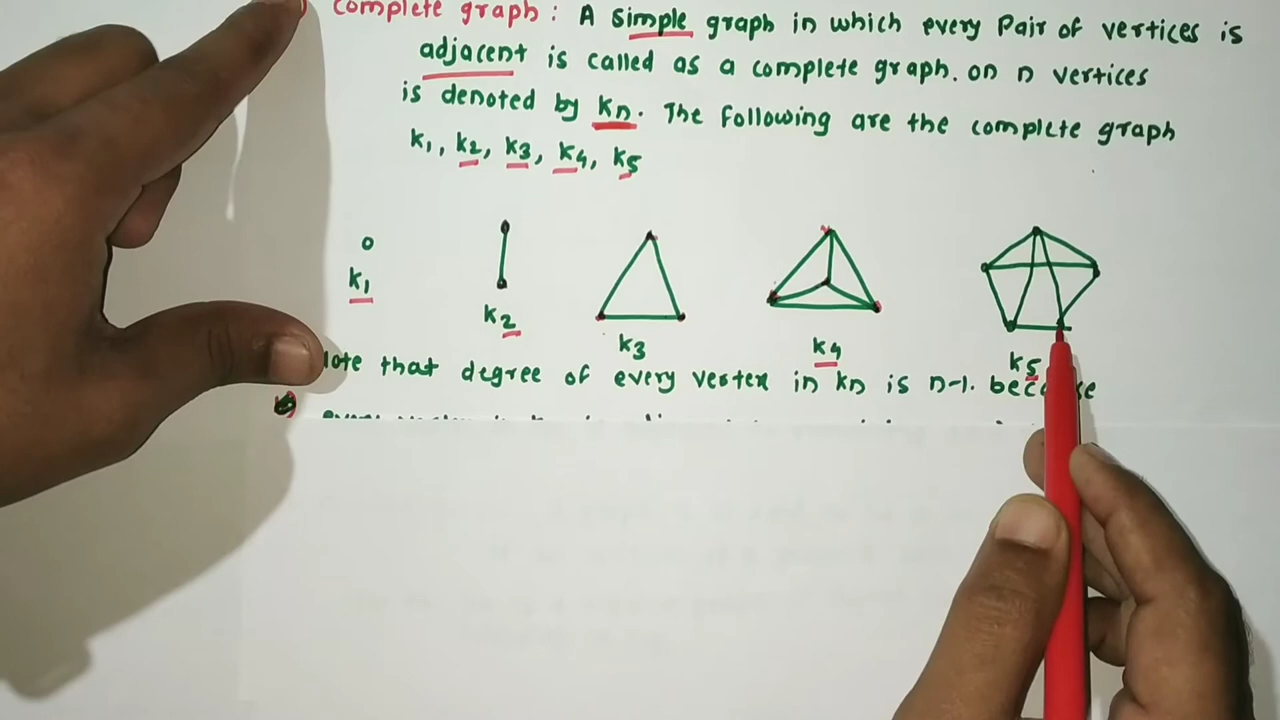 Complete graph : A simple graph in which every Pair of vertices is
adjacent is called as a complete graph. on n vertices
is denoted by Kn. The following are the complete graph
K1, K2, K3, K4, K5
K1
K2
K3
K4
K5
Note that degree of every vertex in Kn is n-1.